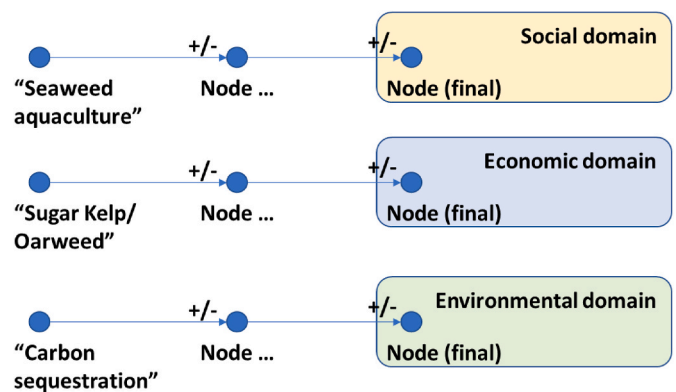 +/-
+/-
Social domain
“Seaweed
aquaculture”
Node ...
Node (final)
+/-
+/-
Economic domain
“Sugar Kelp/
Oarweed”
Node ...
Node (final)
+/-
+/-
Environmental domain
“Carbon
sequestration”
Node ...
Node (final)